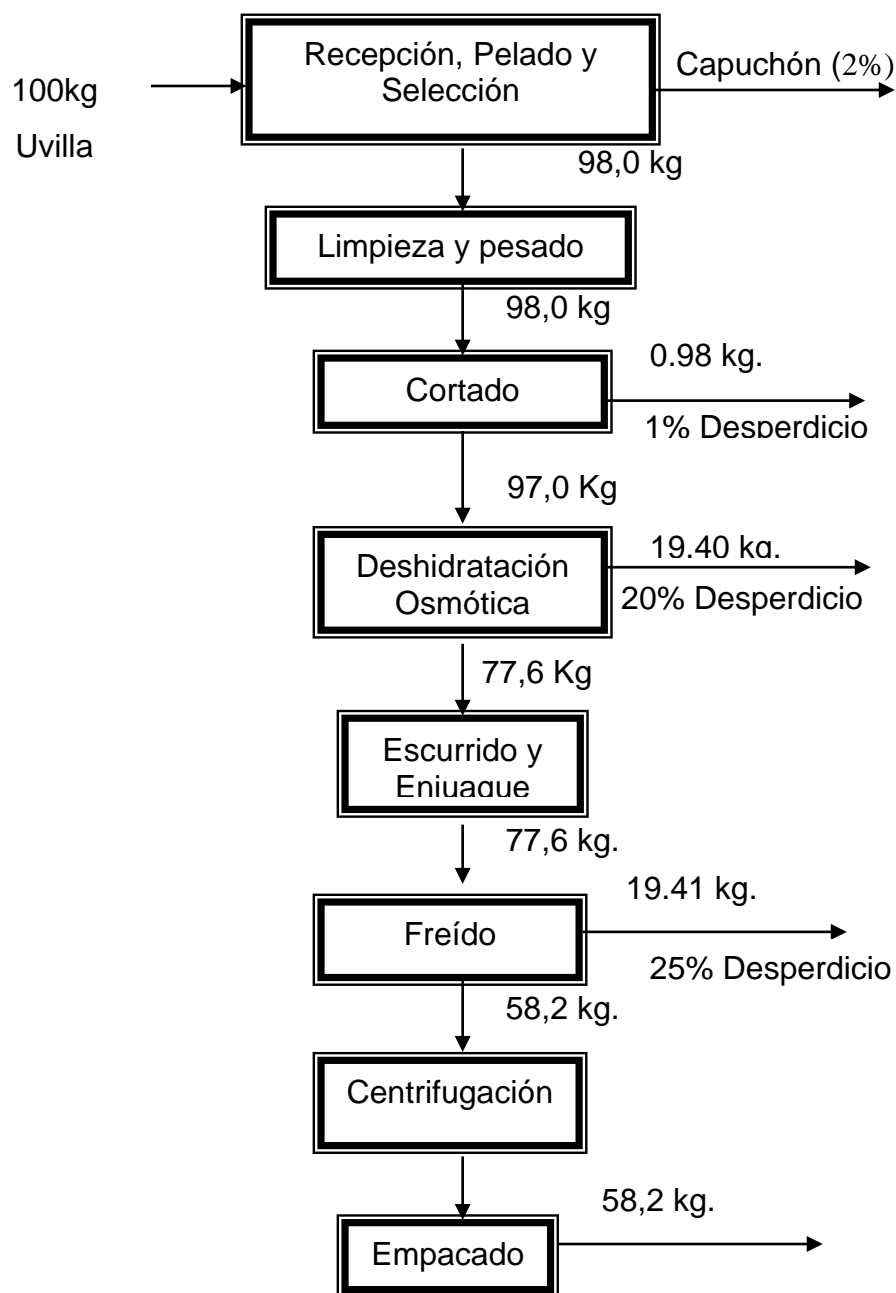 Recepción, Pelado y
Selección
100kg
Uvilla
Capuchón (2%)
98,0 kg
Limpieza y pesado
98,0 kg
0.98 kg.
Cortado
1% Desperdicio
97,0 Kg
19.40 kg.
Deshidratación
Osmótica
20% Desperdicio
77,6 Kg
Escurrido y
Enjuague
77,6 kg.
19.41 kg.
Freído
25% Desperdicio
58,2 kg.
Centrifugación
58,2 kg.
Empacado